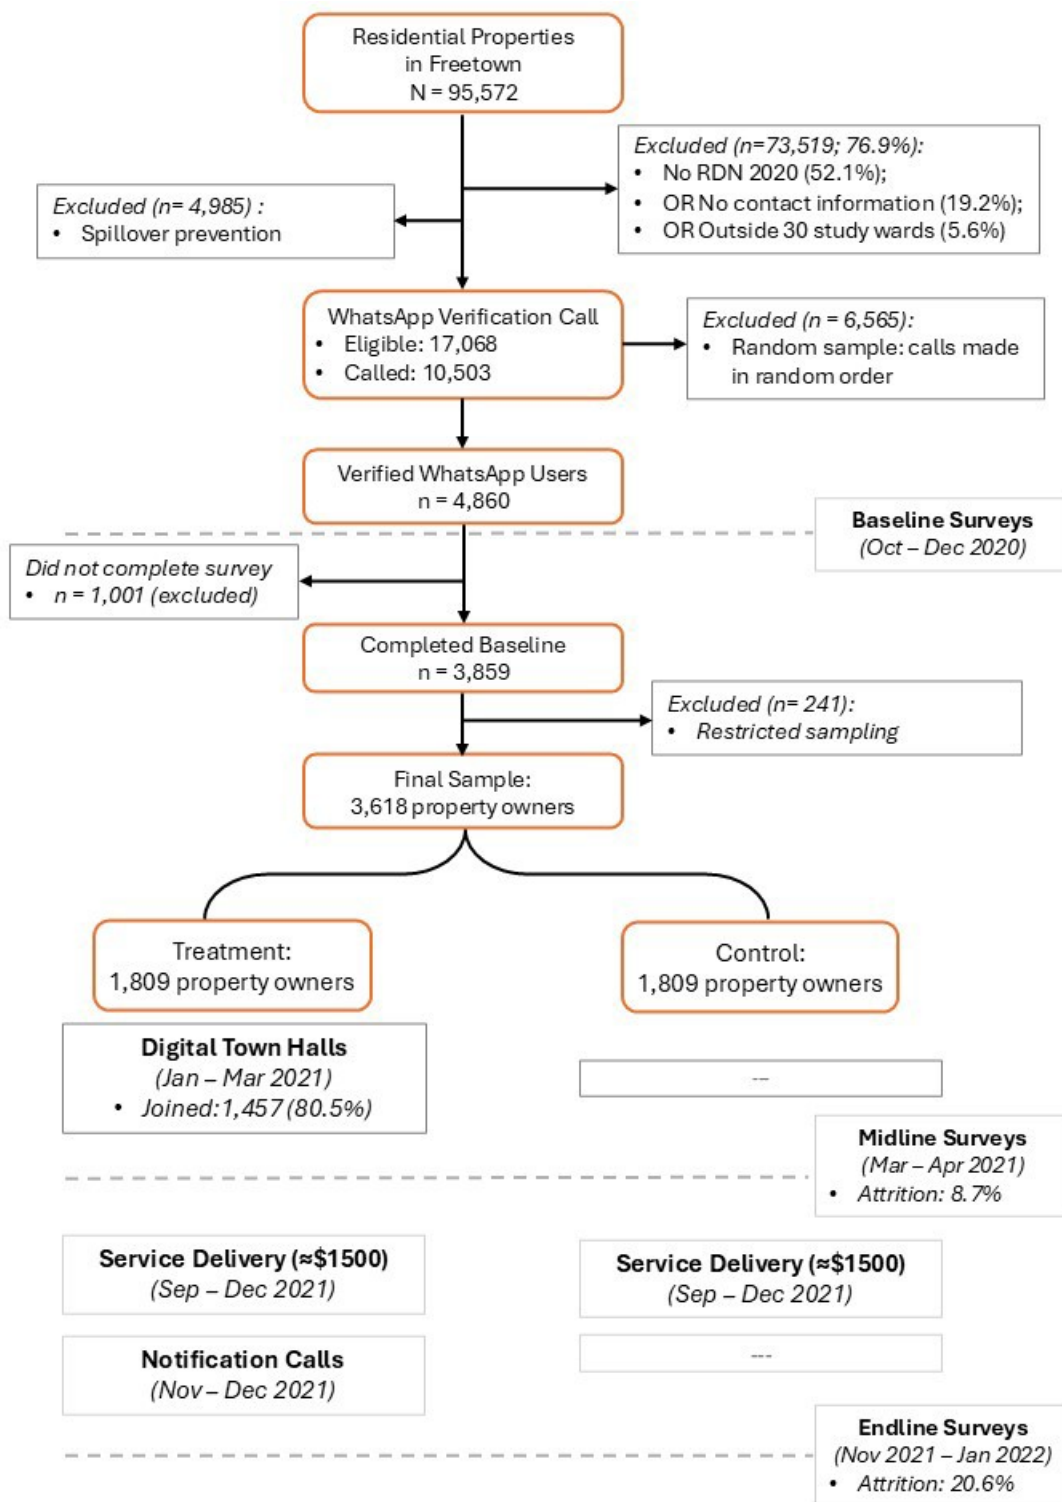 Residential Properties
in Freetown
N = 95,572
Excluded (n=73,519; 76.9%):
• No RDN 2020 (52.1%);
• OR No contact information (19.2%);
• OR Outside 30 study wards (5.6%)
Excluded (n= 4,985) :
• Spillover prevention
WhatsApp Verification Call
• Eligible: 17,068
• Called: 10,503
Excluded (n = 6,565):
• Random sample: calls made
in random order
Verified WhatsApp Users
n = 4,860
Baseline Surveys
(Oct – Dec 2020)
Did not complete survey
• n = 1,001 (excluded)
Completed Baseline
n = 3,859
Excluded (n= 241):
• Restricted sampling
Final Sample:
3,618 property owners
Treatment:
1,809 property owners
Control:
1,809 property owners
Digital Town Halls
(Jan – Mar 2021)
• Joined:1,457 (80.5%)
---
Midline Surveys
(Mar – Apr 2021)
• Attrition: 8.7%
Service Delivery (≈$1500)
(Sep – Dec 2021)
Service Delivery (≈$1500)
(Sep – Dec 2021)
Notification Calls
(Nov – Dec 2021)
---
Endline Surveys
(Nov 2021 – Jan 2022)
• Attrition: 20.6%